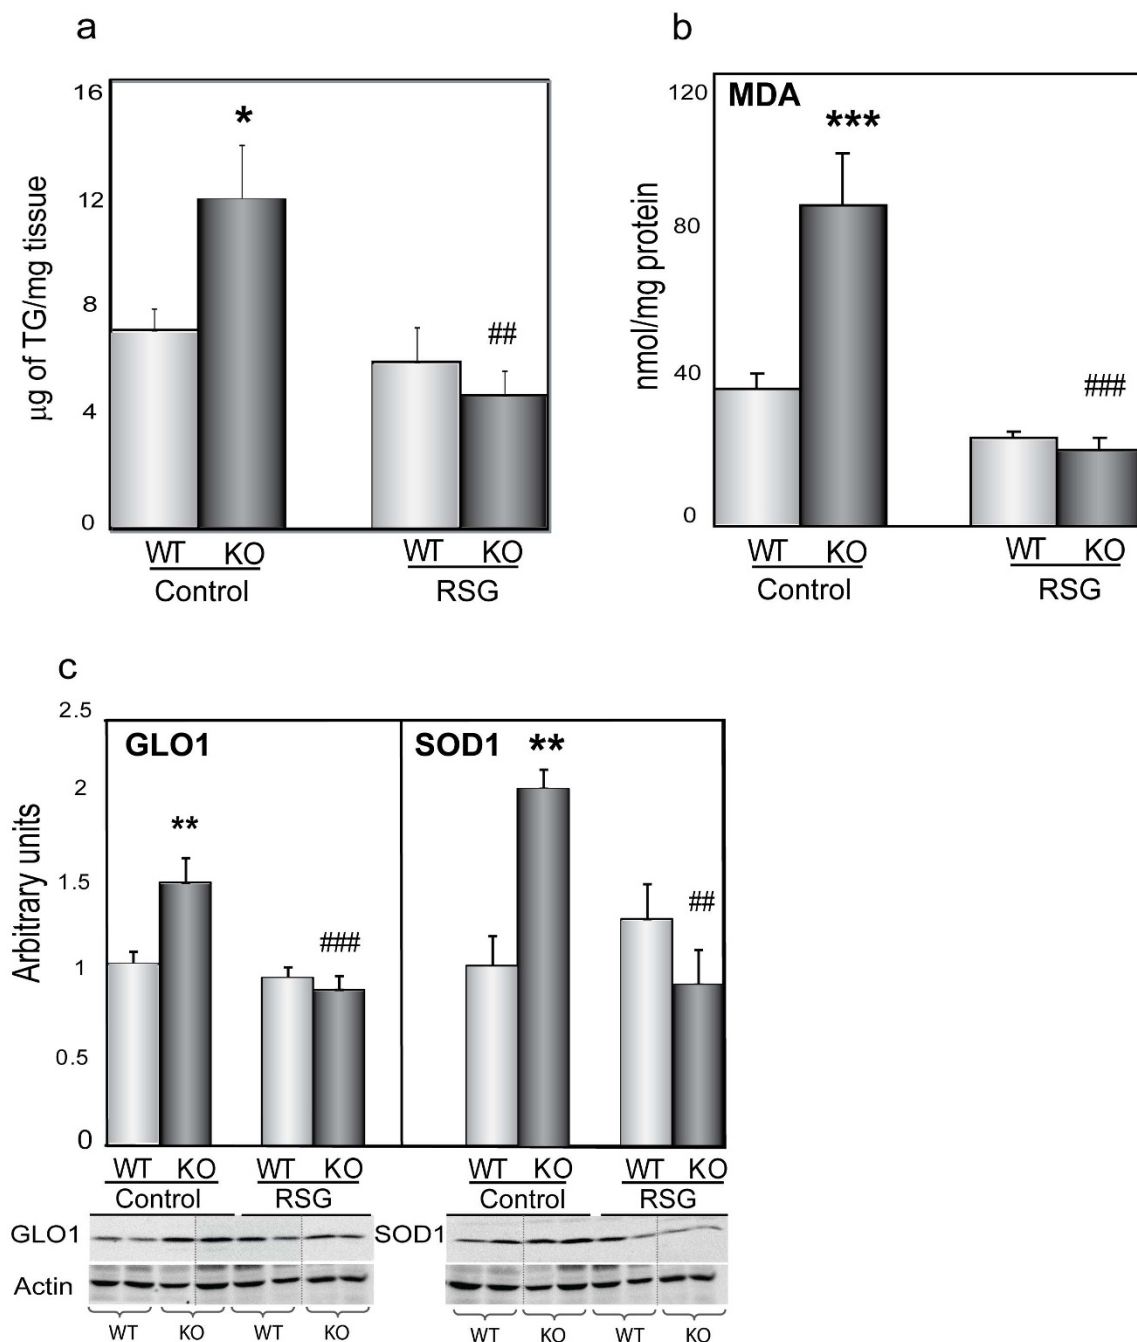 a
16
12
8
4
0
µg of TG/mg tissue
*
##
WT KO WT KO
Control RSG
b
120
80
40
0
nmol/mg protein
MDA
***
###
WT KO WT KO
Control RSG
c
2.5
2
1.5
1
0.5
0
Arbitrary units
GLO1 SOD1
**
**
###
##
WT KO WT KO WT KO WT KO
Control RSG Control RSG
GLO1 SOD1
Actin
WT KO WT KO WT KO WT KO